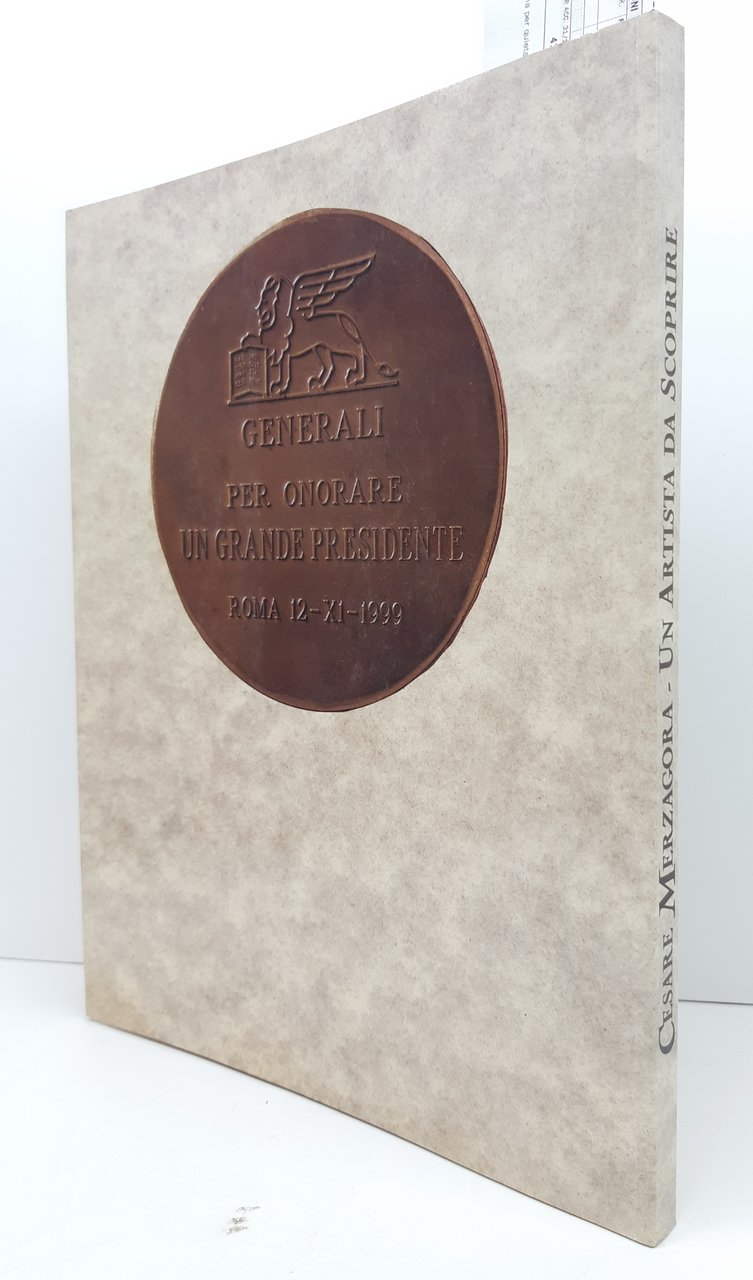 GENERALI
PER ONORARE
UN GRANDE PRESIDENTE
ROMA 12-XI-1999
CESARE MERZAGORA - UN ARTISTA DA SCOPRIRE